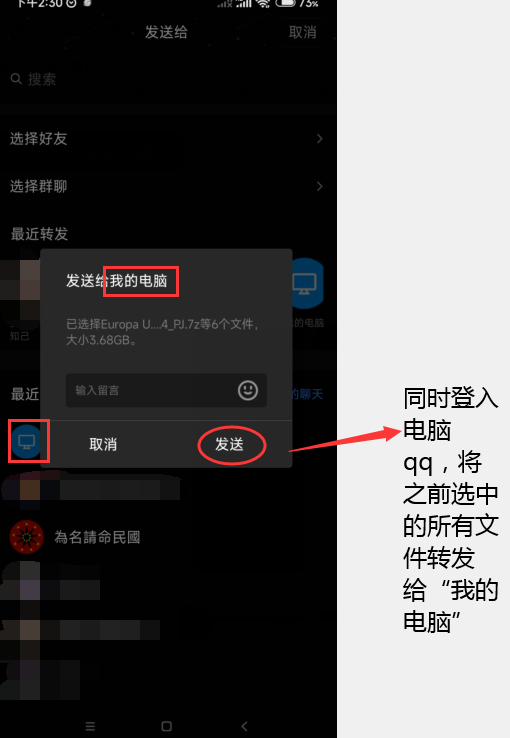 下午2:30
73%
发送给
取消
搜索
选择好友
选择群聊
最近转发
发送给我的电脑
已选择Europa U....4_PJ.7z等6个文件，
大小3.68GB。
的电脑
知己
输入留言
最近
的聊天
取消
发送
為名請命民國
同时登入
电脑
qq，将
之前选中
的所有文
件转发
给“我的
电脑”